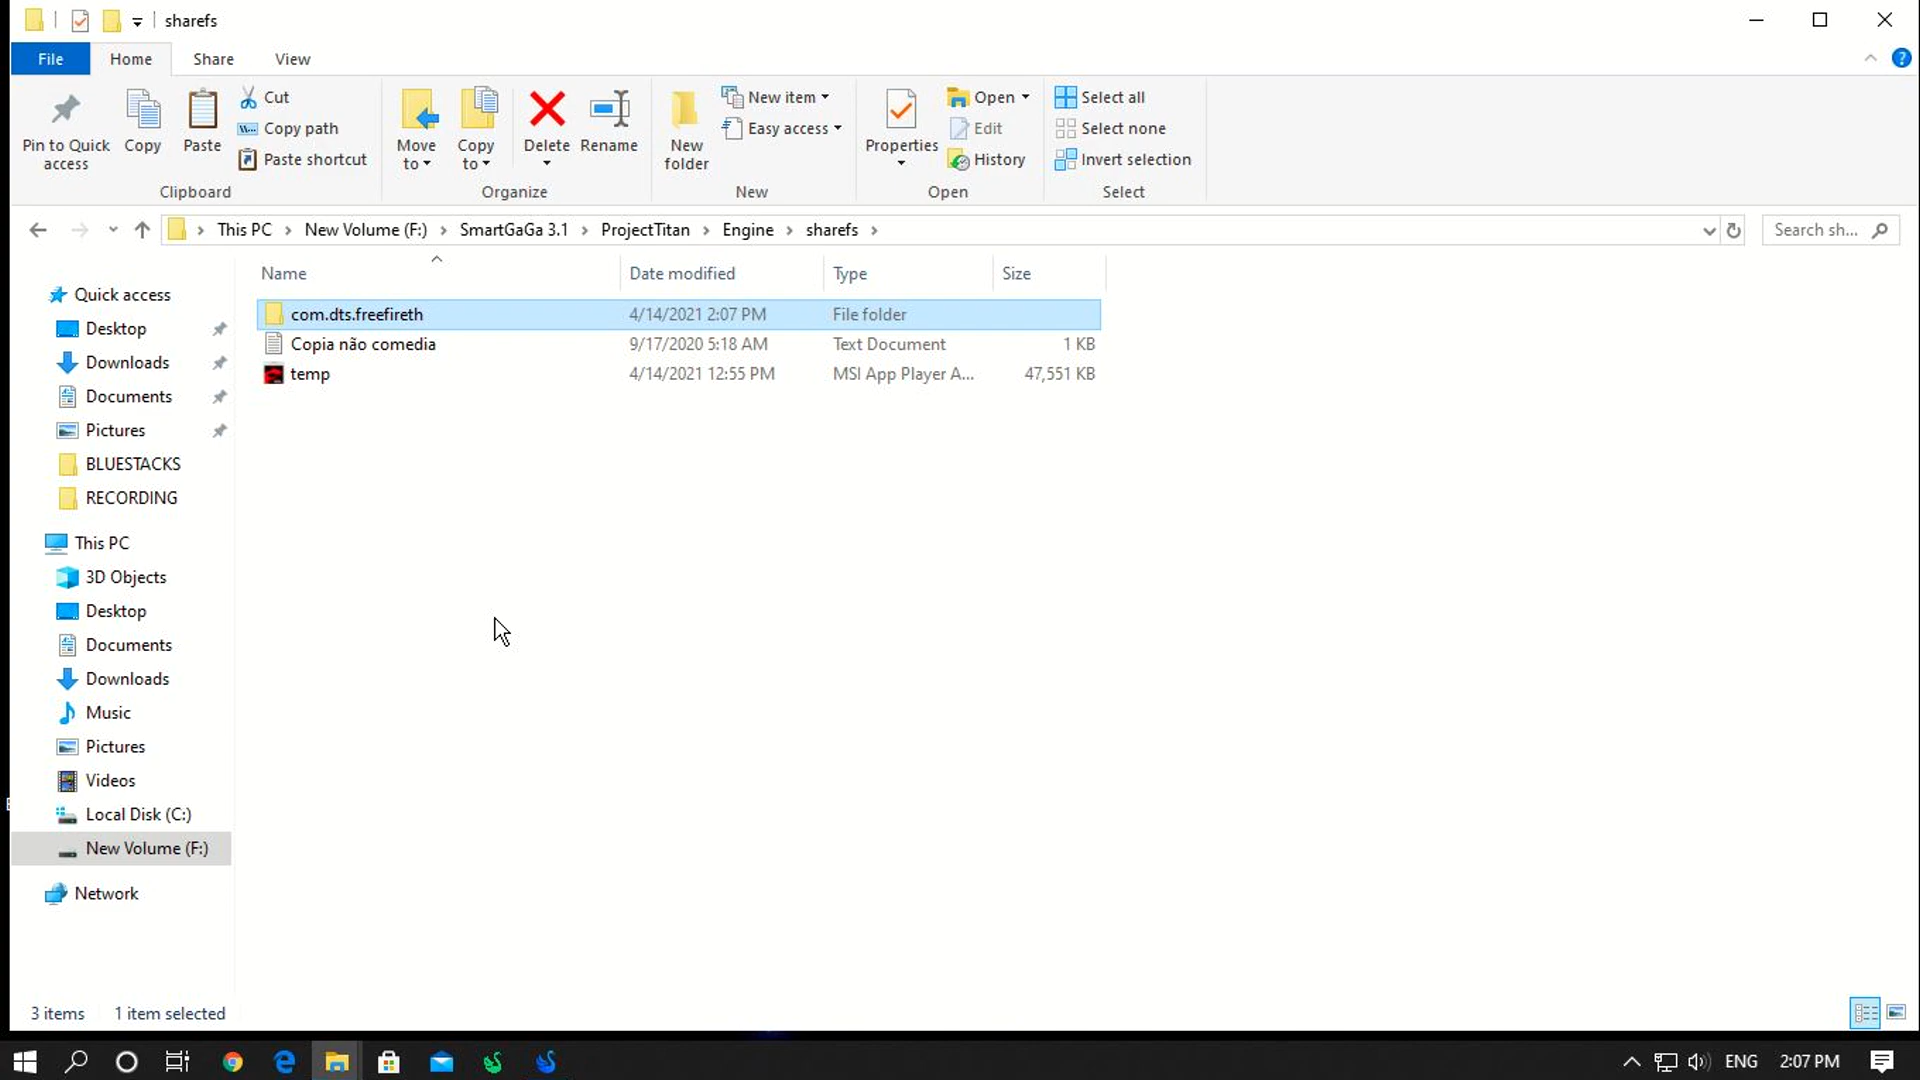 sharefs
File Home Share View
Pin to Quick access
Copy
Paste
Cut
Copy path
Paste shortcut
Clipboard
Move to
Copy to
Delete
Rename
Organize
New folder
New item
Easy access
New
Properties
Open
Edit
History
Open
Select all
Select none
Invert selection
Select
This PC New Volume (F:) SmartGaGa 3.1 ProjectTitan Engine sharefs
Search sh...
Name Date modified Type Size
com.dts.freefireth 4/14/2021 2:07 PM File folder
Copia não comedia 9/17/2020 5:18 AM Text Document 1 KB
temp 4/14/2021 12:55 PM MSI App Player A... 47,551 KB
Quick access
Desktop
Downloads
Documents
Pictures
BLUESTACKS
RECORDING
This PC
3D Objects
Desktop
Documents
Downloads
Music
Pictures
Videos
Local Disk (C:)
New Volume (F:)
Network
3 items 1 item selected
ENG 2:07 PM